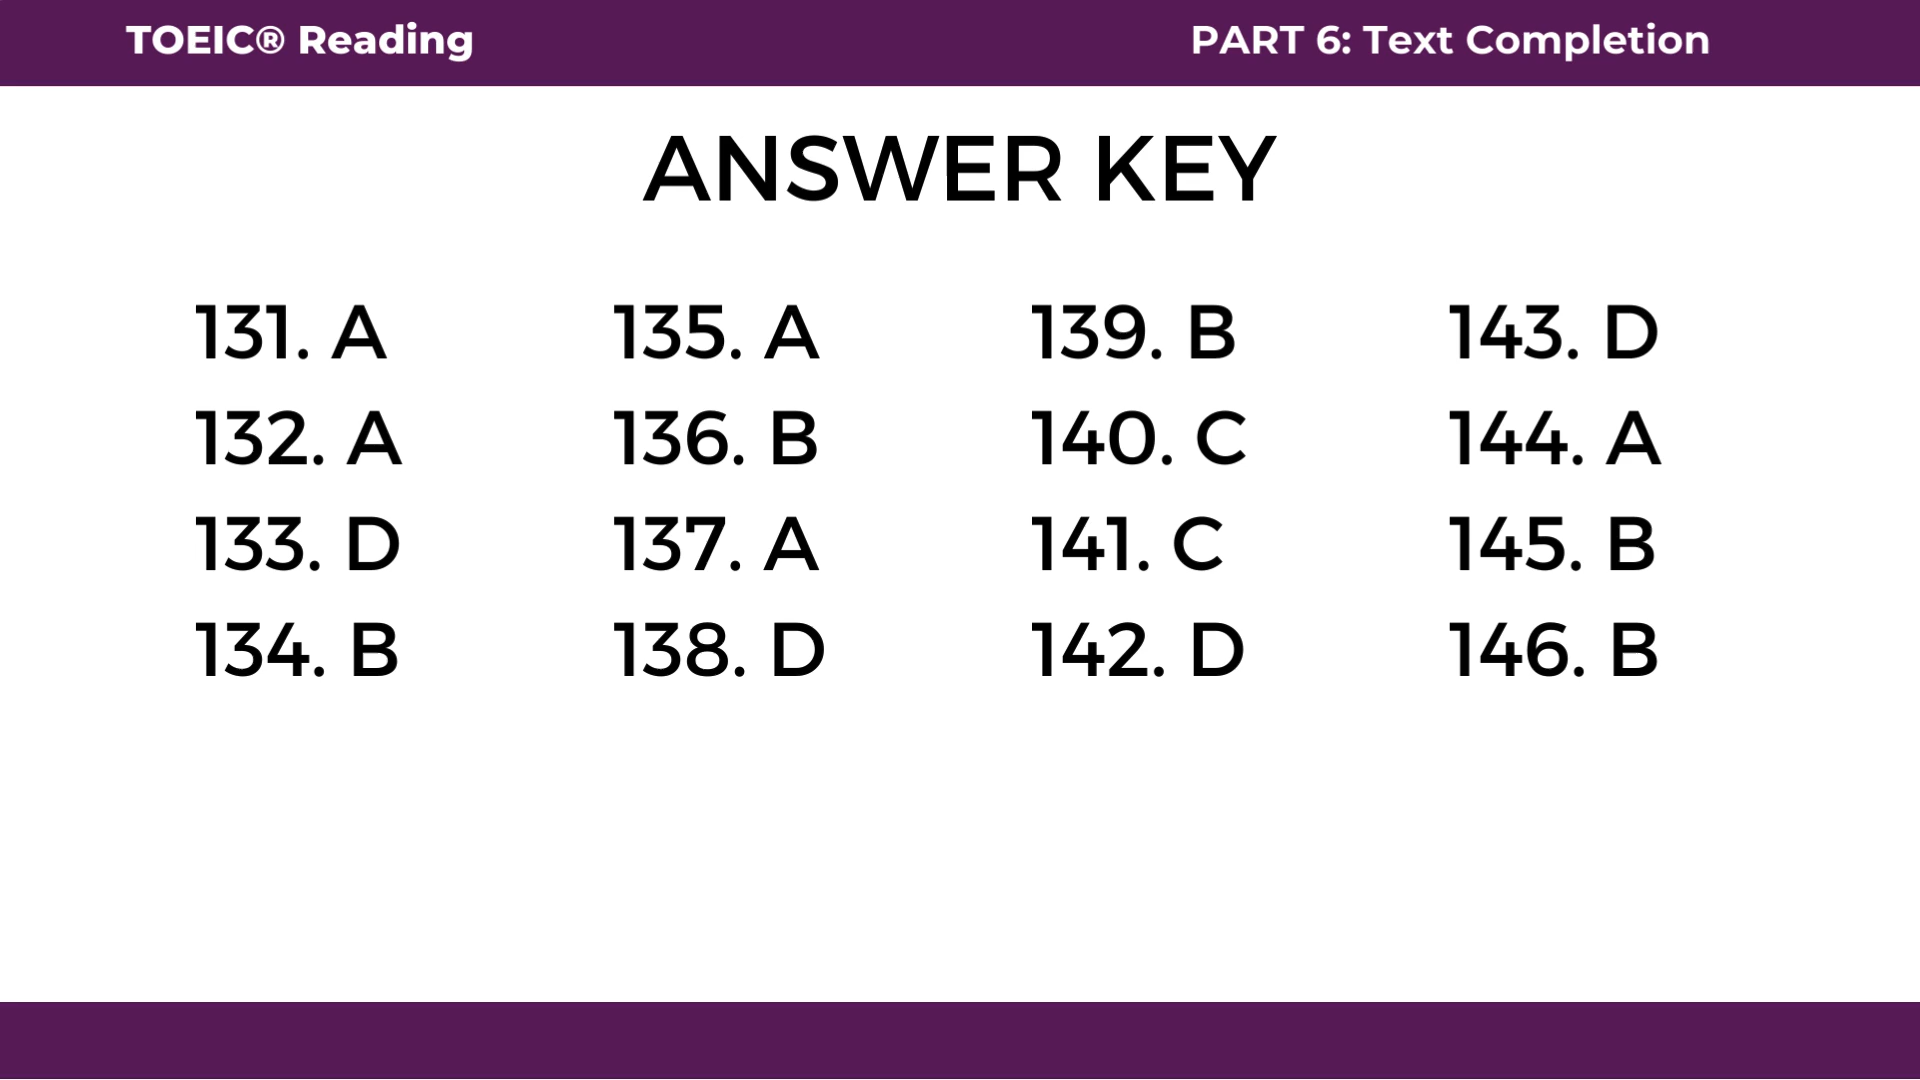 TOEIC® Reading
PART 6: Text Completion
ANSWER KEY
131. A
132. A
133. D
134. B
135. A
136. B
137. A
138. D
139. B
140. C
141. C
142. D
143. D
144. A
145. B
146. B